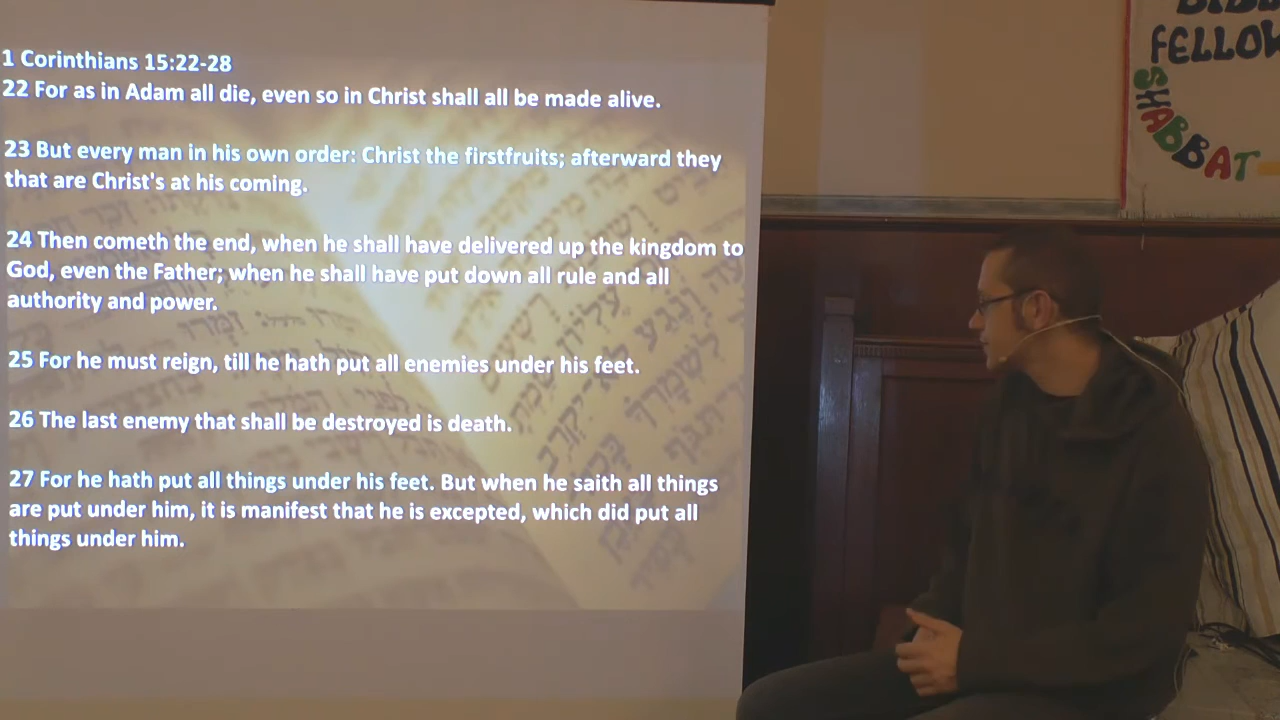 1 Corinthians 15:22-28
22 For as in Adam all die, even so in Christ shall all be made alive.
23 But every man in his own order: Christ the firstfruits; afterward they
that are Christ's at his coming.
24 Then cometh the end, when he shall have delivered up the kingdom to
God, even the Father; when he shall have put down all rule and all
authority and power.
25 For he must reign, till he hath put all enemies under his feet.
26 The last enemy that shall be destroyed is death.
27 For he hath put all things under his feet. But when he saith all things
are put under him, it is manifest that he is excepted, which did put all
things under him.
FELLOW
SHABBAT